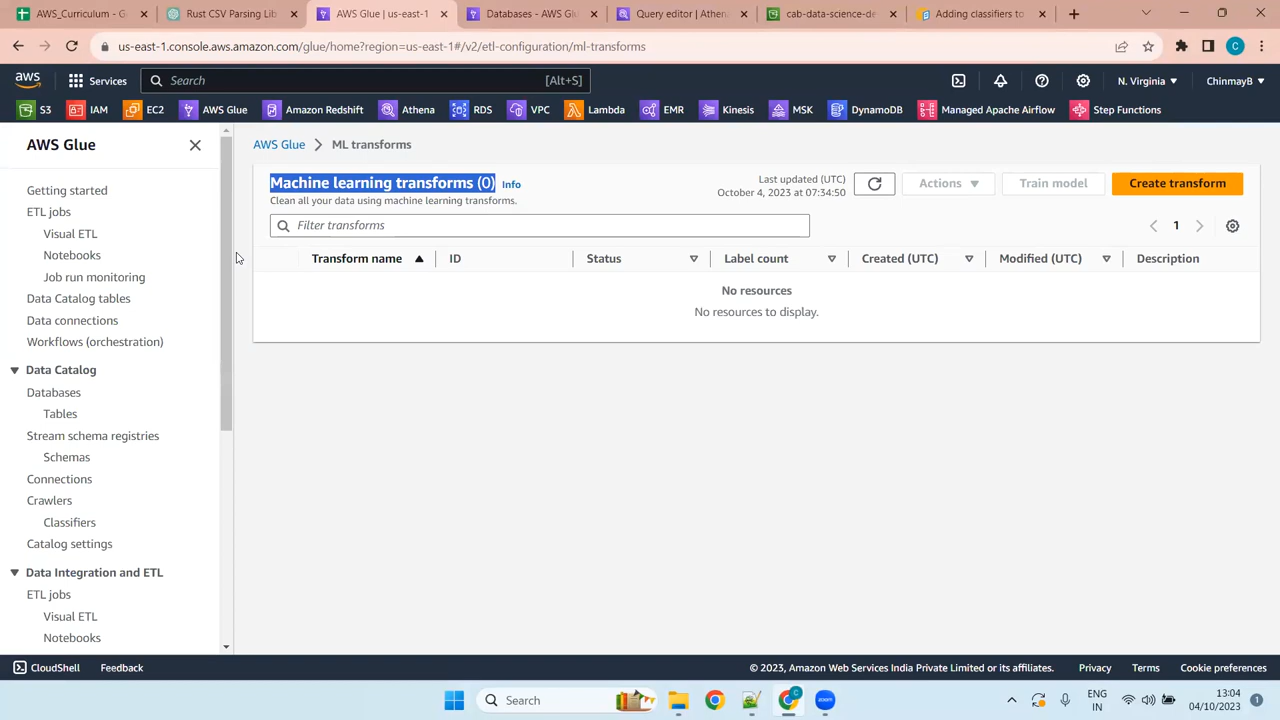 AWS_Curriculum - G
Rust CSV Parsing Lib
AWS Glue | us-east-1
Databases - AWS Gl
Query editor | Athen
cab-data-science-de
Adding classifiers to
us-east-1.console.aws.amazon.com/glue/home?region=us-east-1#/v2/etl-configuration/ml-transforms
C
aws
Services
Search
[Alt+S]
N. Virginia
ChinmayB
S3
IAM
EC2
AWS Glue
Amazon Redshift
Athena
RDS
VPC
Lambda
EMR
Kinesis
MSK
DynamoDB
Managed Apache Airflow
Step Functions
AWS Glue
Getting started
ETL jobs
Visual ETL
Notebooks
Job run monitoring
Data Catalog tables
Data connections
Workflows (orchestration)
Data Catalog
Databases
Tables
Stream schema registries
Schemas
Connections
Crawlers
Classifiers
Catalog settings
Data Integration and ETL
ETL jobs
Visual ETL
Notebooks
AWS Glue > ML transforms
Machine learning transforms (0) Info
Clean all your data using machine learning transforms.
Last updated (UTC)
October 4, 2023 at 07:34:50
Actions
Train model
Create transform
Filter transforms
1
Transform name
ID
Status
Label count
Created (UTC)
Modified (UTC)
Description
No resources
No resources to display.
CloudShell
Feedback
© 2023, Amazon Web Services India Private Limited or its affiliates.
Privacy
Terms
Cookie preferences
Search
zoom
ENG
IN
13:04
04/10/2023
1